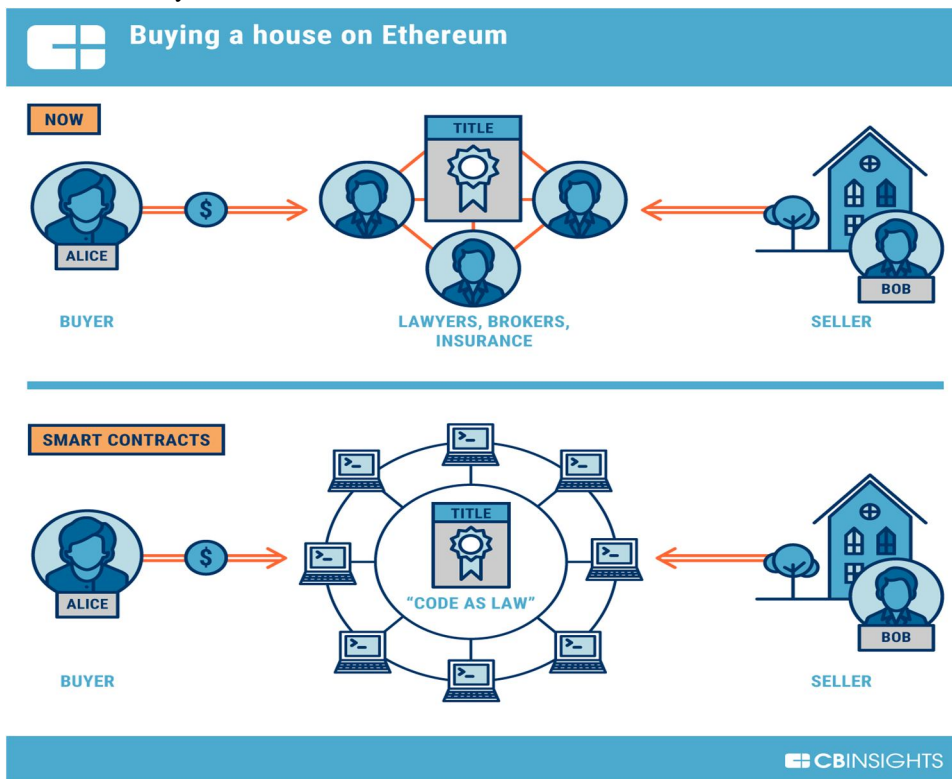 Buying a house on Ethereum
NOW
TITLE
$
ALICE
BOB
BUYER
LAWYERS, BROKERS,
INSURANCE
SELLER
SMART CONTRACTS
>_
>_
>_
TITLE
$
>_
>_
"CODE AS LAW"
ALICE
BOB
>_
>_
>_
BUYER
SELLER
CBINSIGHTS